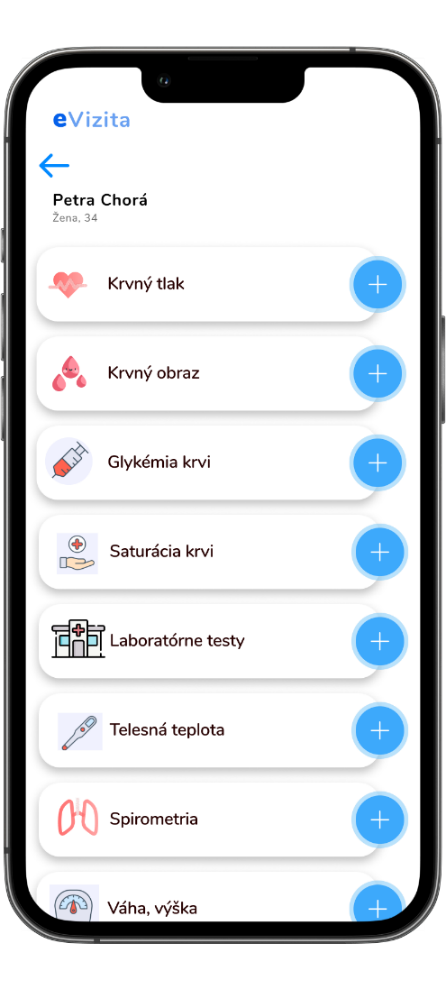 eVizita
Petra Chorá
Žena, 34
Krvný tlak
Krvný obraz
Glykémia krvi
Saturácia krvi
Laboratórne testy
Telesná teplota
Spirometria
Váha, výška